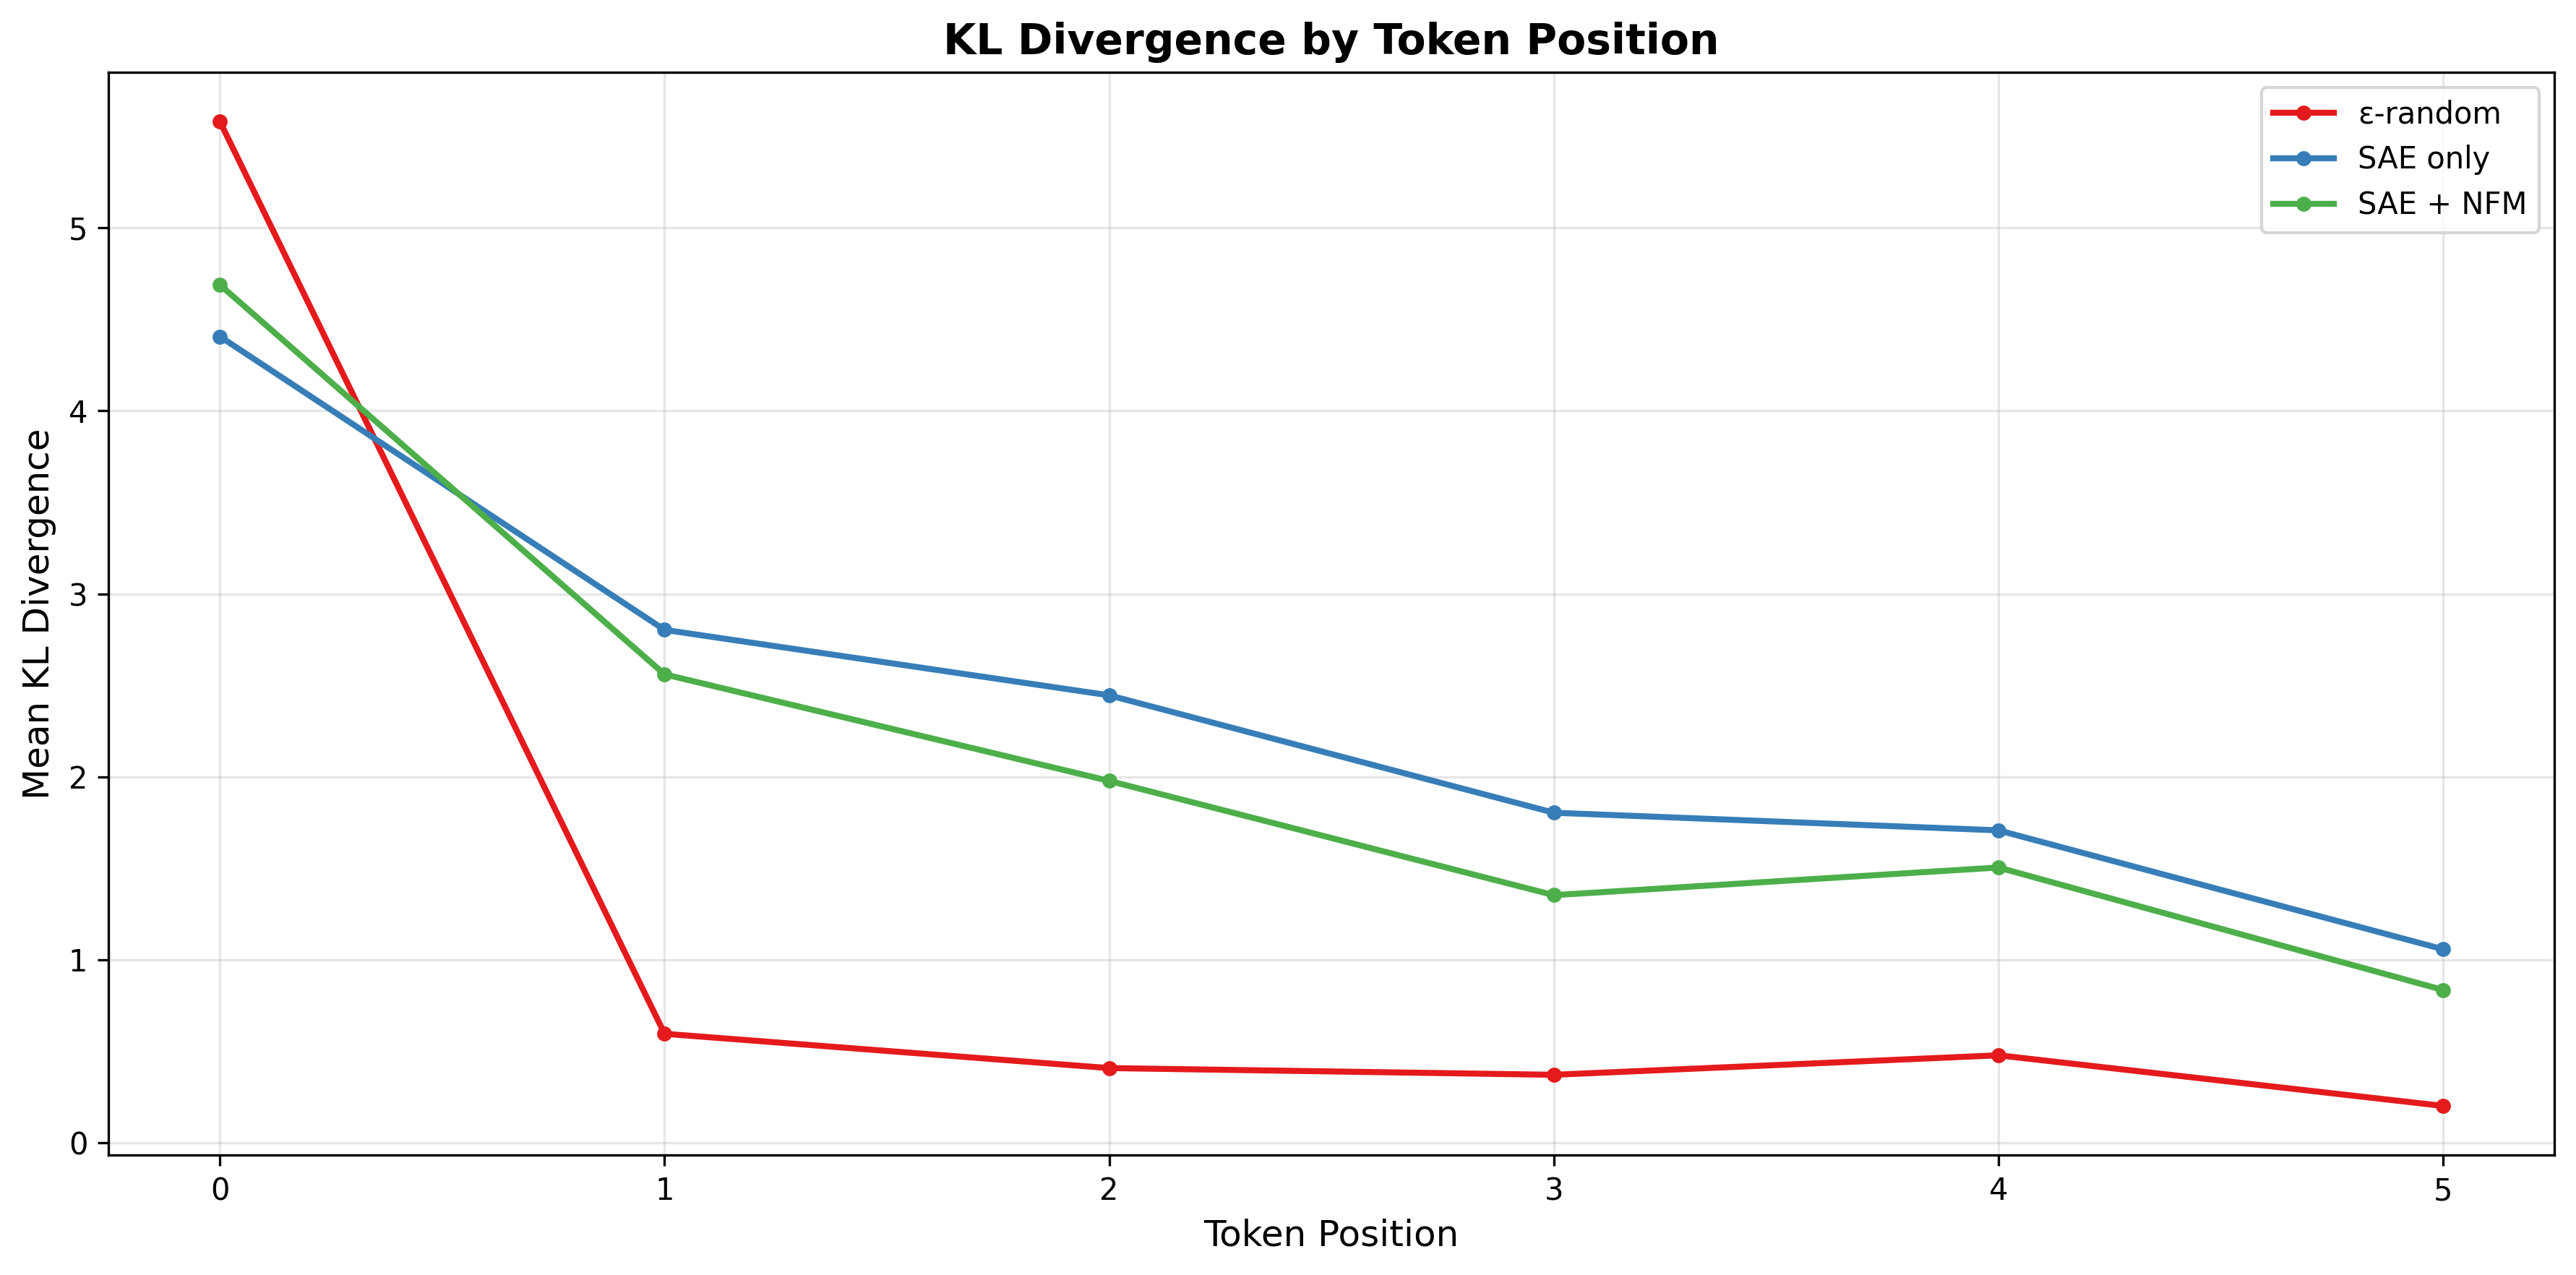 KL Divergence by Token Position
ε-random
SAE only
SAE + NFM
Mean KL Divergence
5
4
3
2
1
0
0 1 2 3 4 5
Token Position